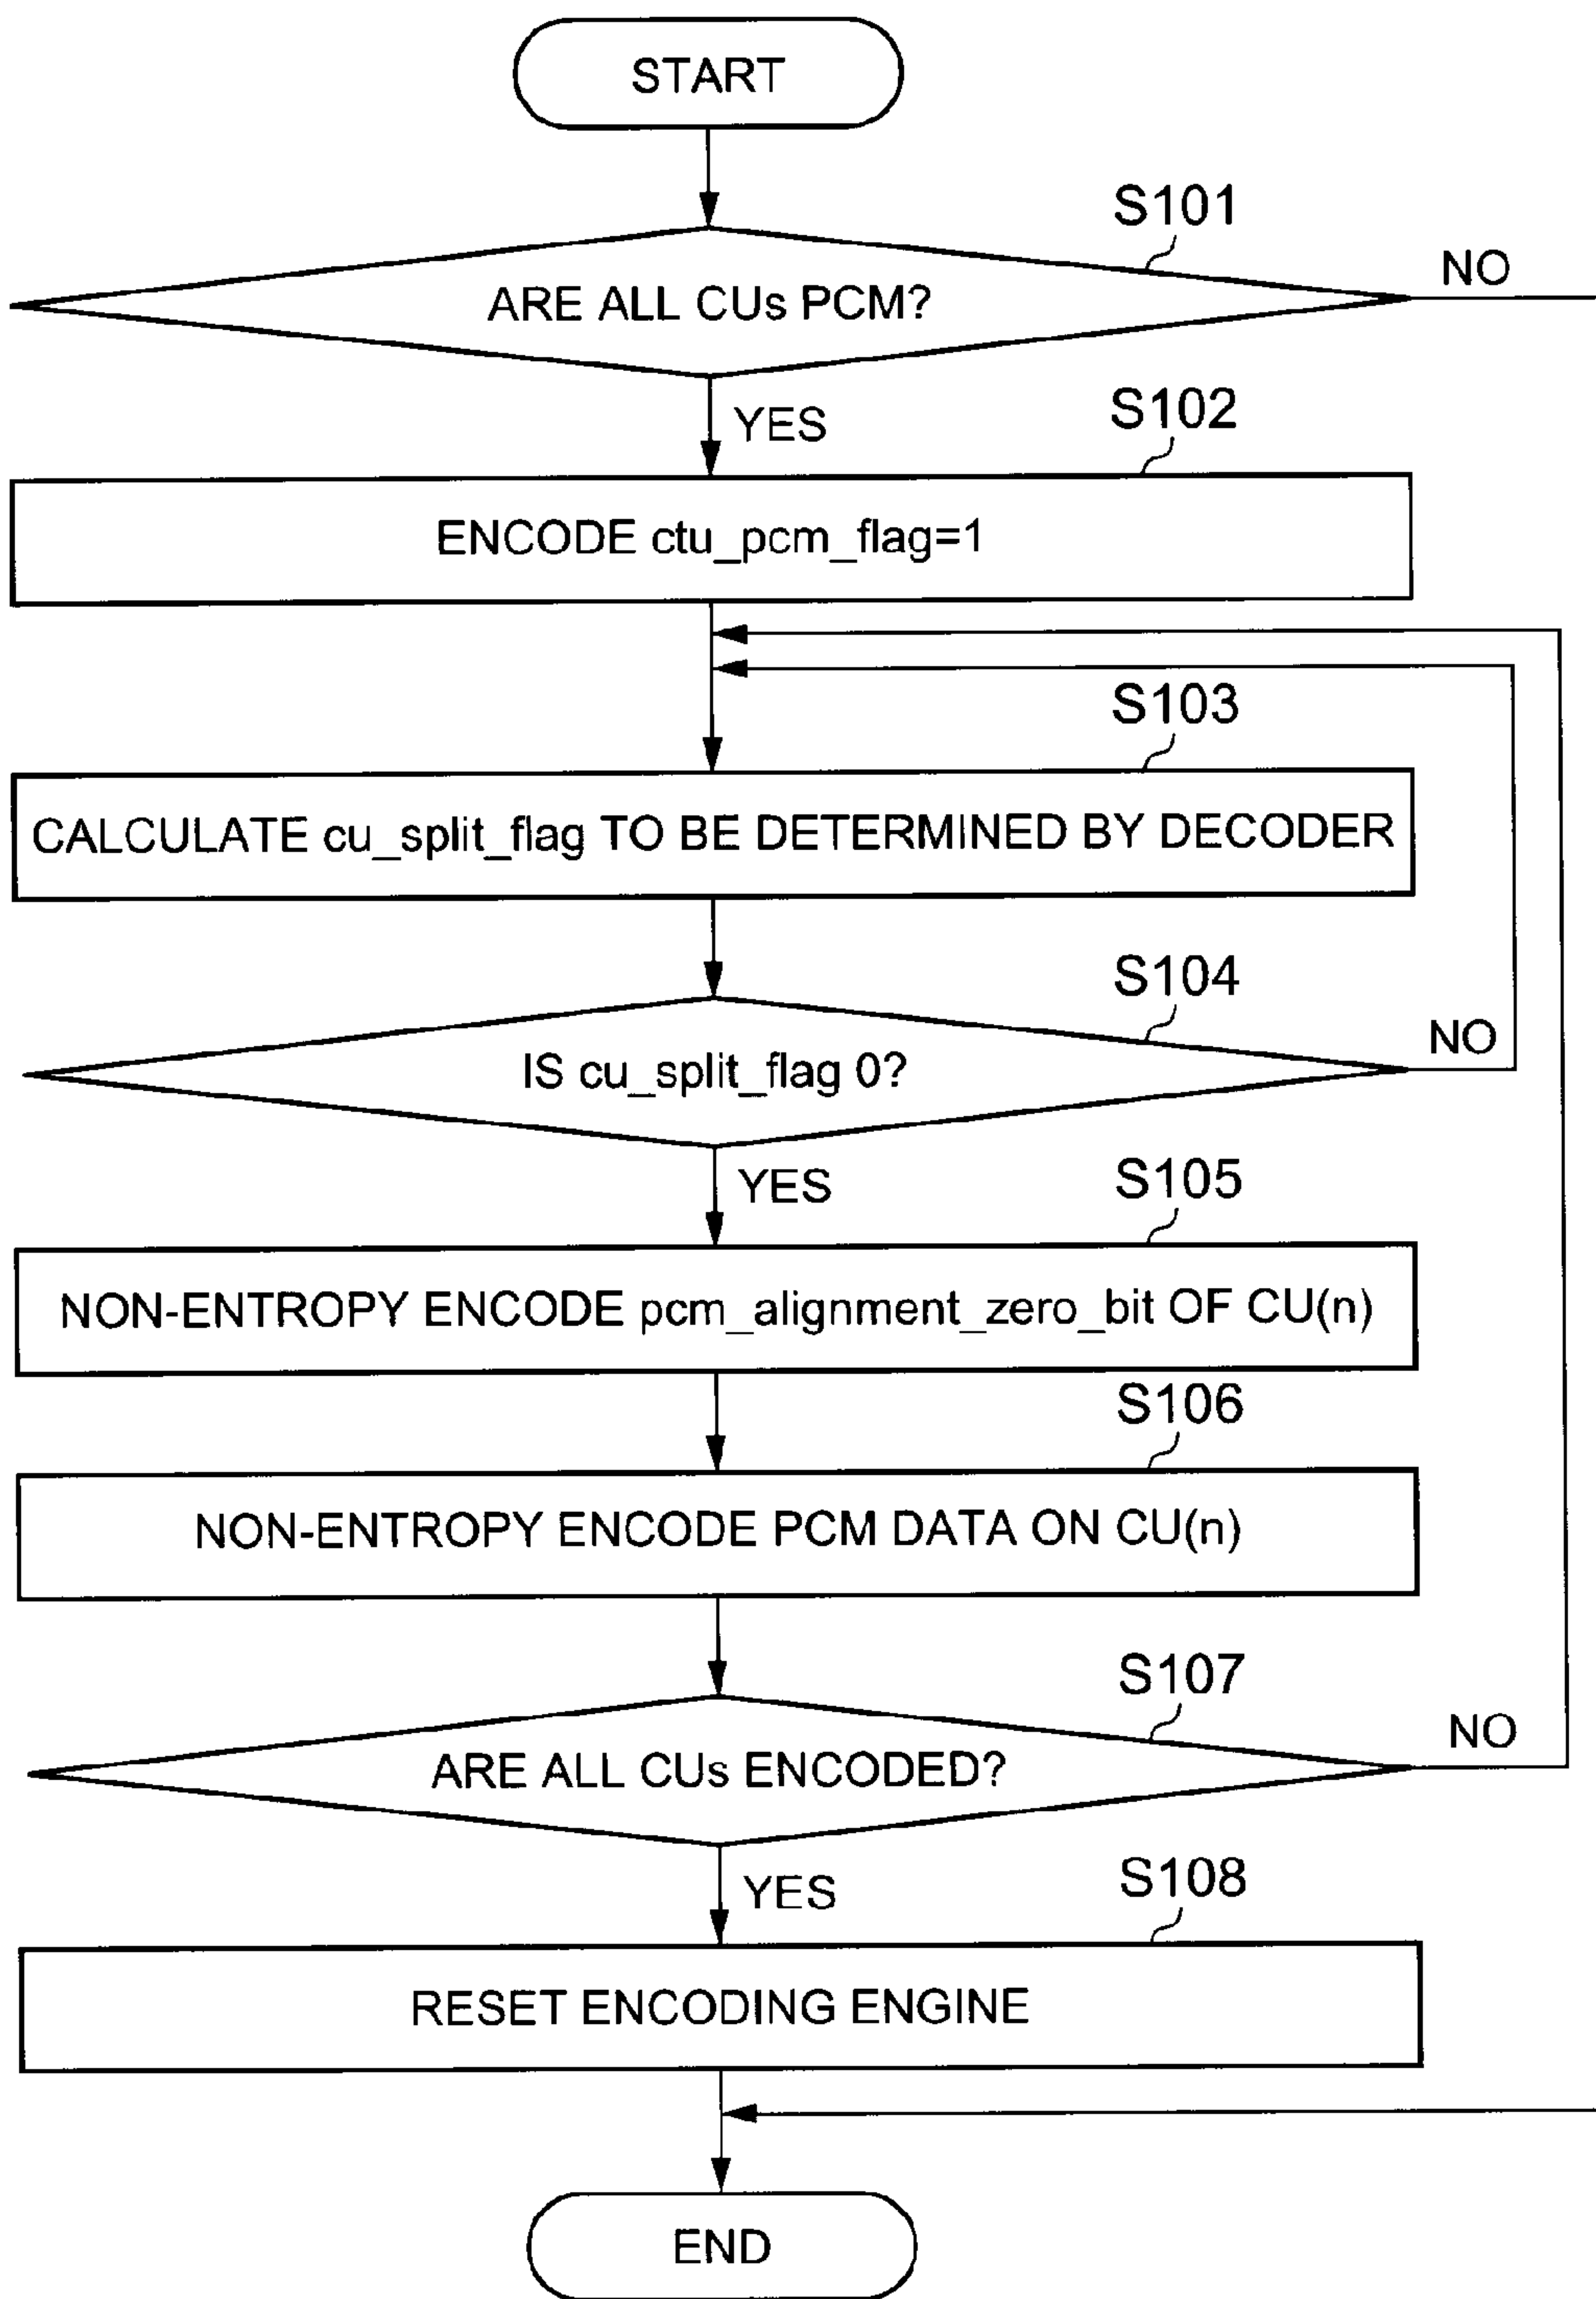 START
S101
NO
ARE ALL CUs PCM?
YES
S102
ENCODE ctu_pcm_flag=1
S103
CALCULATE cu_split_flag TO BE DETERMINED BY DECODER
S104
NO
IS cu_split_flag 0?
YES
S105
NON-ENTROPY ENCODE pcm_alignment_zero_bit OF CU(n)
S106
NON-ENTROPY ENCODE PCM DATA ON CU(n)
S107
NO
ARE ALL CUs ENCODED?
YES
S108
RESET ENCODING ENGINE
END